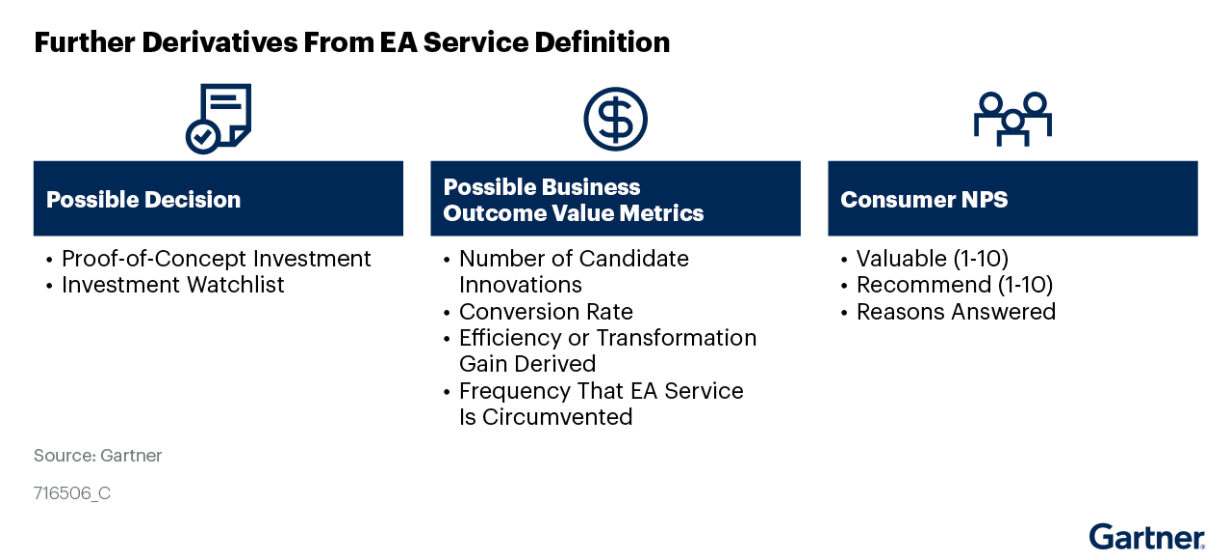 Further Derivatives From EA Service Definition
Possible Decision
• Proof-of-Concept Investment
• Investment Watchlist
Possible Business
Outcome Value Metrics
• Number of Candidate
Innovations
• Conversion Rate
• Efficiency or Transformation
Gain Derived
• Frequency That EA Service
Is Circumvented
Consumer NPS
• Valuable (1-10)
• Recommend (1-10)
• Reasons Answered
Source: Gartner
716506_C
Gartner